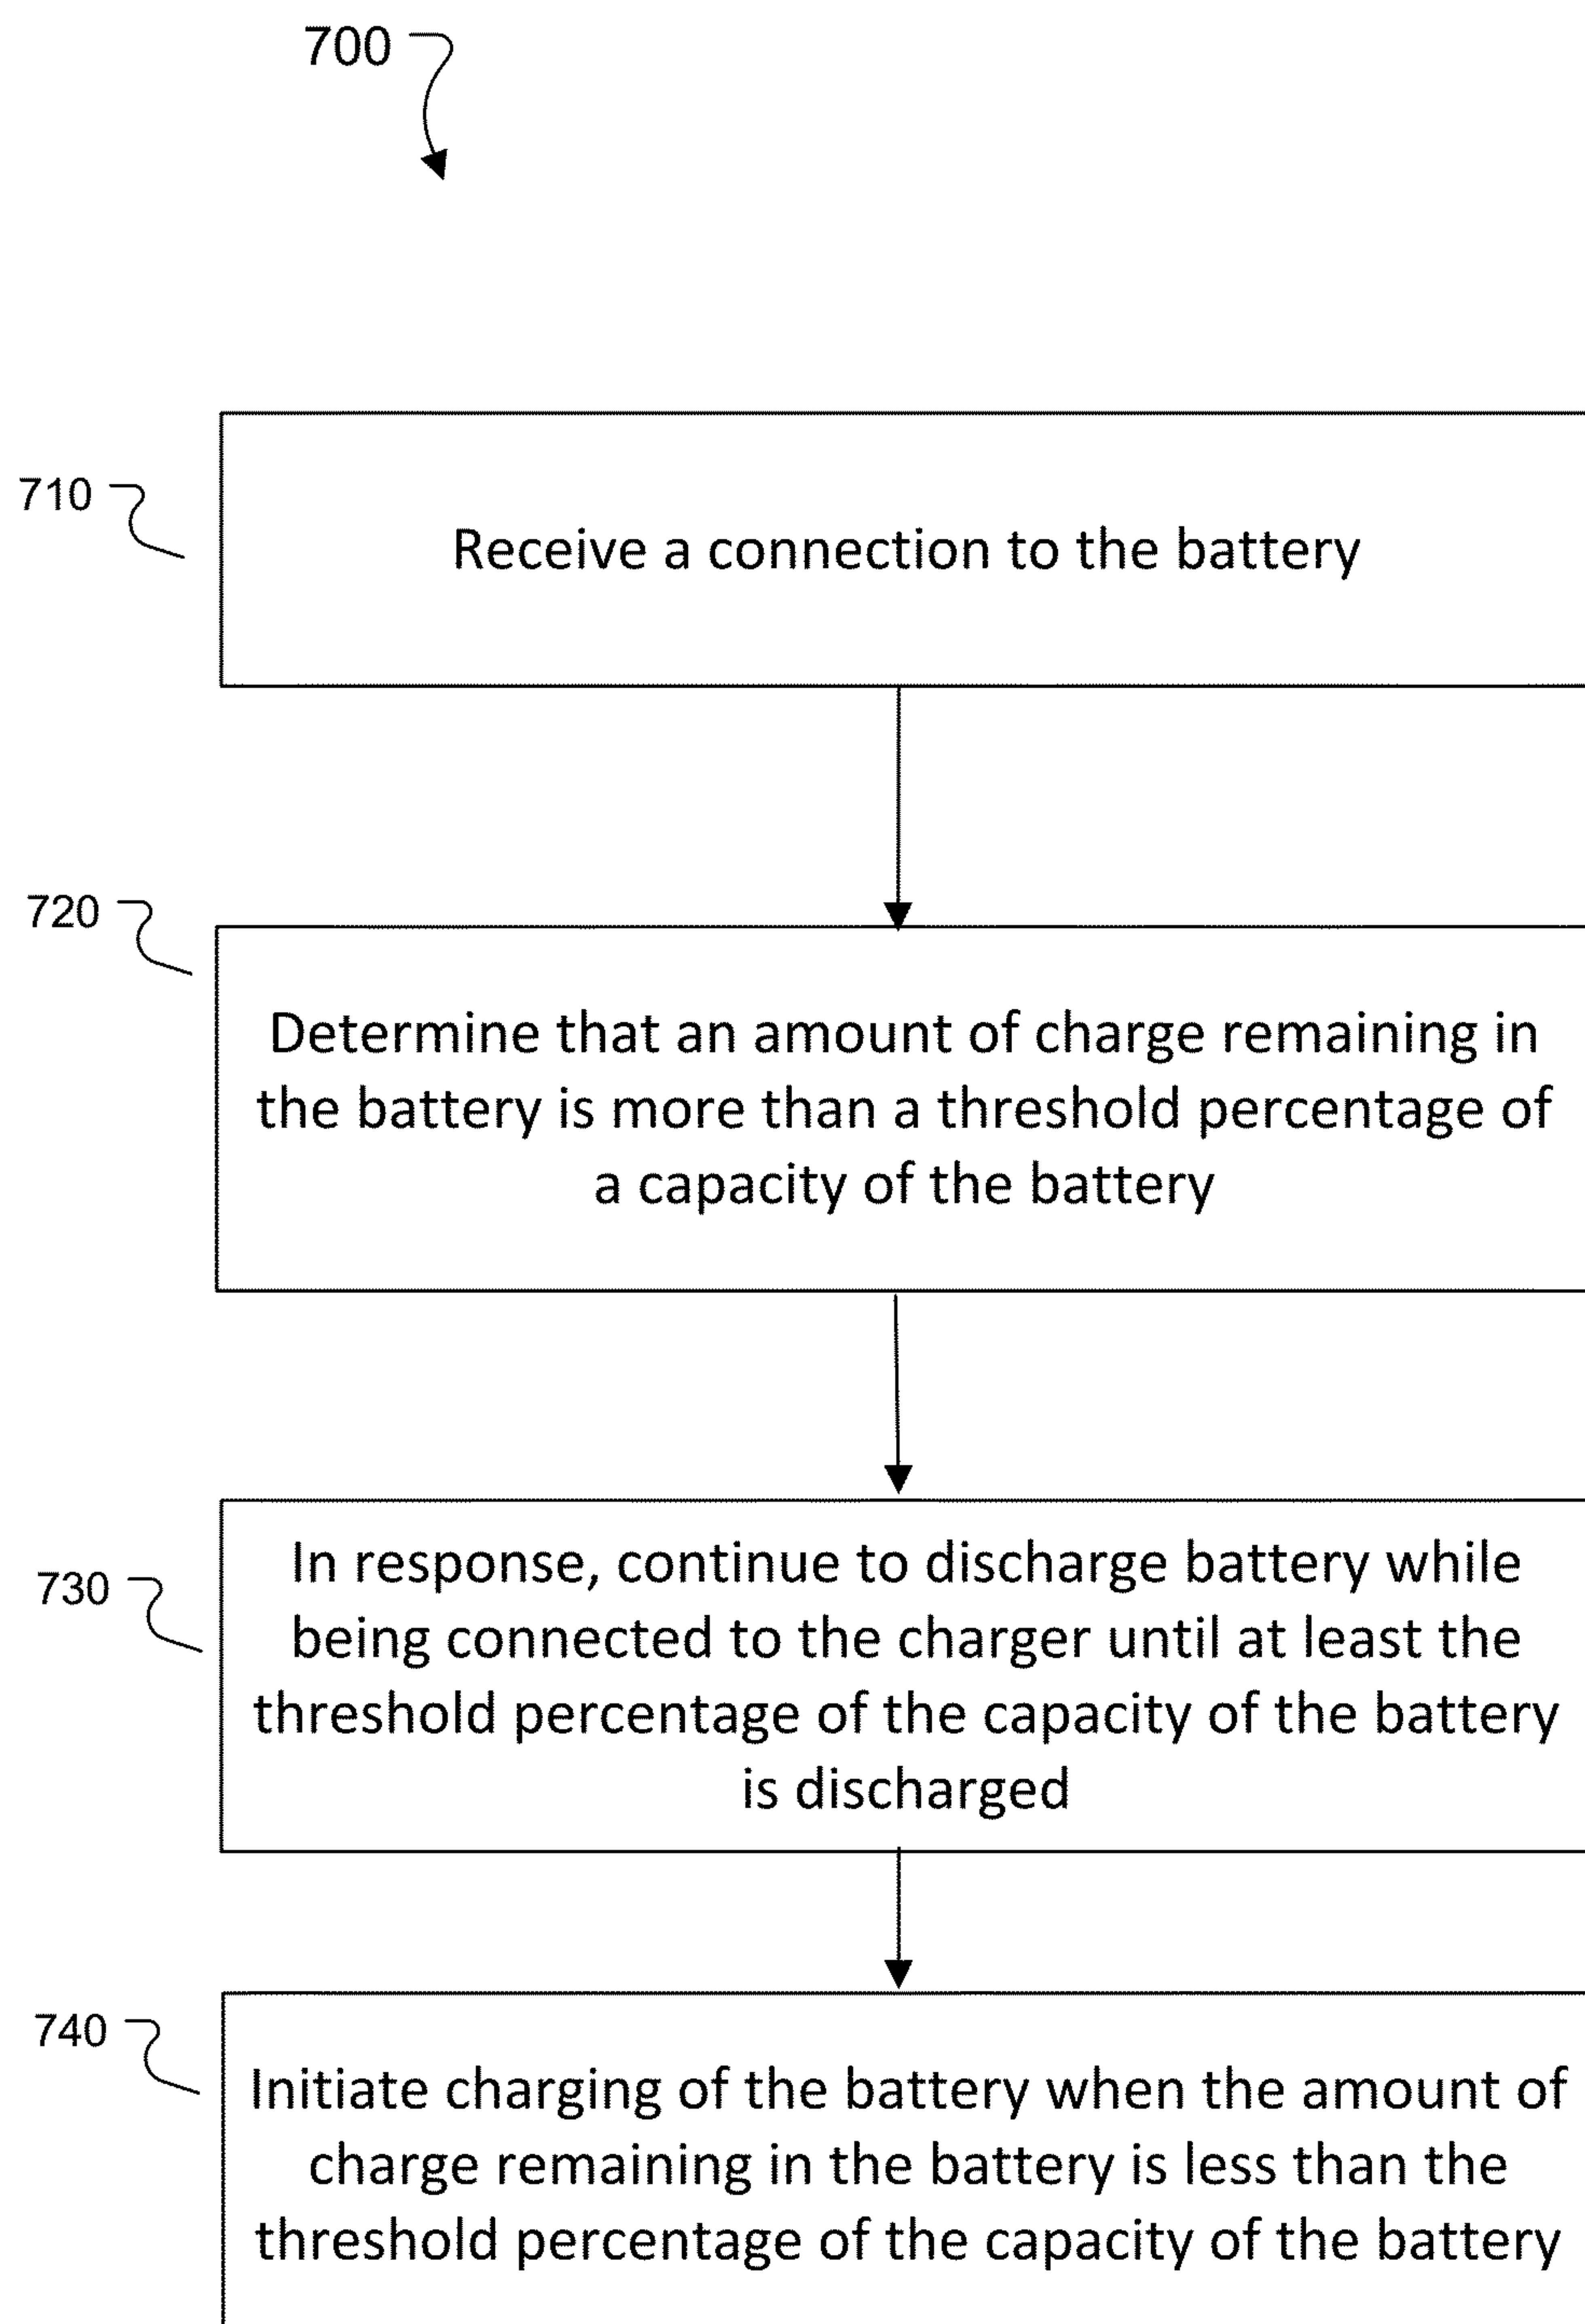 700
710
Receive a connection to the battery
720
Determine that an amount of charge remaining in
the battery is more than a threshold percentage of
a capacity of the battery
730
In response, continue to discharge battery while
being connected to the charger until at least the
threshold percentage of the capacity of the battery
is discharged
740
Initiate charging of the battery when the amount of
charge remaining in the battery is less than the
threshold percentage of the capacity of the battery